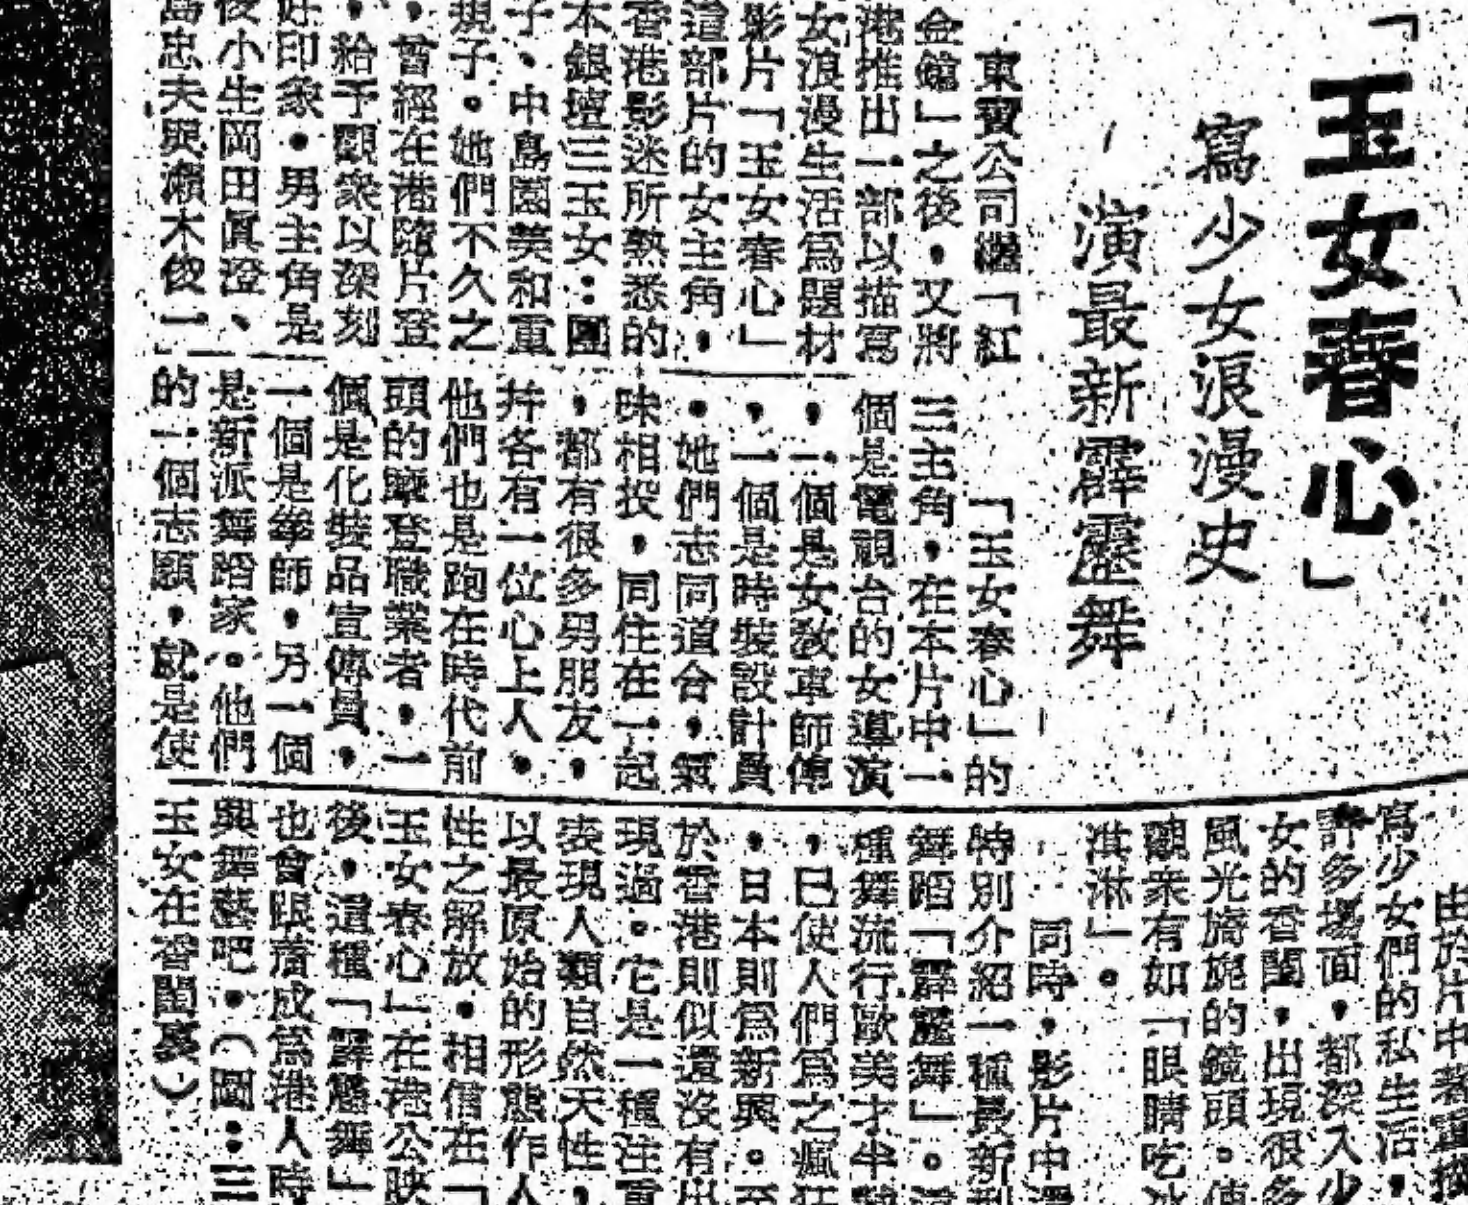 「玉女春心」
寫少女浪漫史
演最新霹靂舞
東寶公司繼「紅
金鎗」之後，又將
港推出一部以描寫
女浪漫生活為題材
影片「玉女春心」
這部片的女主角，
香港影迷所熟悉的
本銀壇三玉女：團
子、中島園美和重
規子。她們不久之
，曾經在港隨片登
，給予觀衆以深刻
好印象。男主角是
後小生岡田眞澄、
島忠夫與瀨木俊一
「玉女春心」的
三主角，在本片中一
個是電視台的女導演
，一個是女教車師傅
，一個是時裝設計員
。她們志同道合，氣
味相投，同住在一起
，都有很多男朋友，
幷各有一位心上人。
他們也是跑在時代前
頭的職業者，一
個是化裝品宣傳員，
一個是拳師，另一個
是新派舞蹈家。他們
的一個志願，就是使
由於片中着重描
寫少女們的私生活，
許多場面，都深入少
女的香閨，出現很多
風光旖旎的鏡頭。使
觀衆有如「眼睛吃冰
淇淋」。
同時，影片中還
特別介紹一種最新型
舞蹈「霹靂舞」。這
種舞流行歐美才半載
，已使人們為之瘋狂
。日本則爲新興。至
於香港則似還沒有出
現過。它是一種注重
表現人類自然天性，
以最原始的形態作人
性之解放。相信在「
玉女春心」在港公映
後，這種「霹靂舞」
也會眼着成爲港人時
興舞藝吧。（圖：三
玉女在香閨裏）